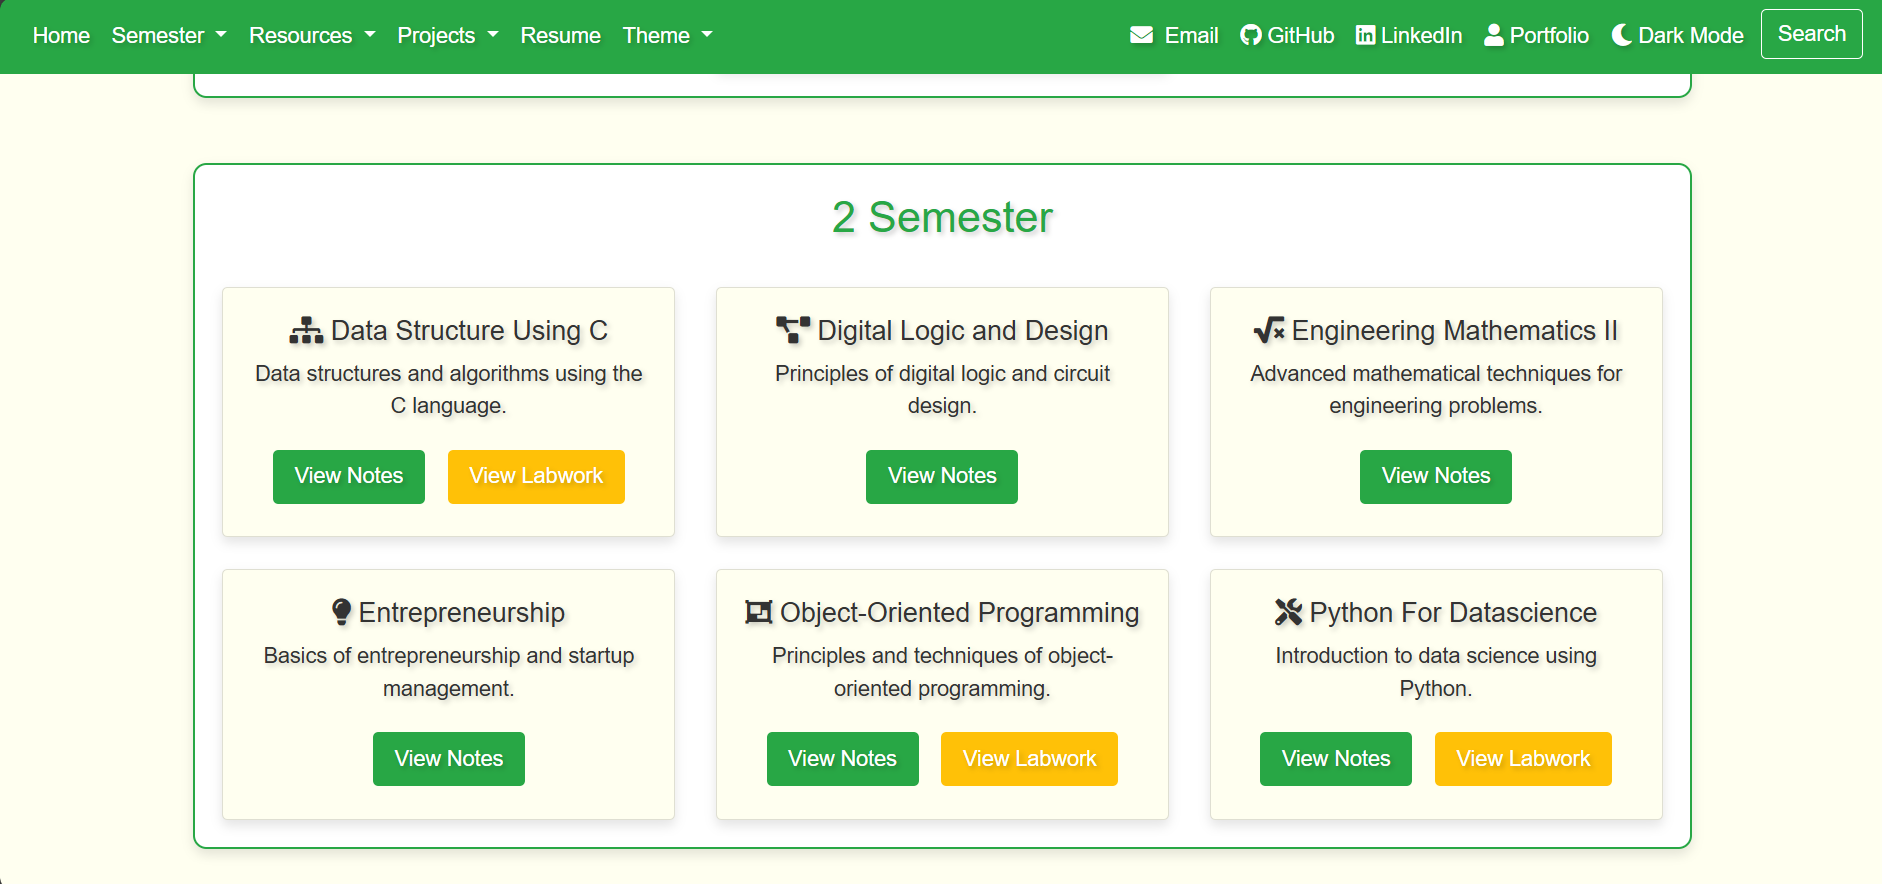 Home Semester Resources Projects Resume Theme Email GitHub LinkedIn Portfolio Dark Mode Search
2 Semester
Data Structure Using C
Data structures and algorithms using the
C language.
View Notes View Labwork
Digital Logic and Design
Principles of digital logic and circuit
design.
View Notes
Engineering Mathematics II
Advanced mathematical techniques for
engineering problems.
View Notes
Entrepreneurship
Basics of entrepreneurship and startup
management.
View Notes
Object-Oriented Programming
Principles and techniques of object-
oriented programming.
View Notes View Labwork
Python For Datascience
Introduction to data science using
Python.
View Notes View Labwork